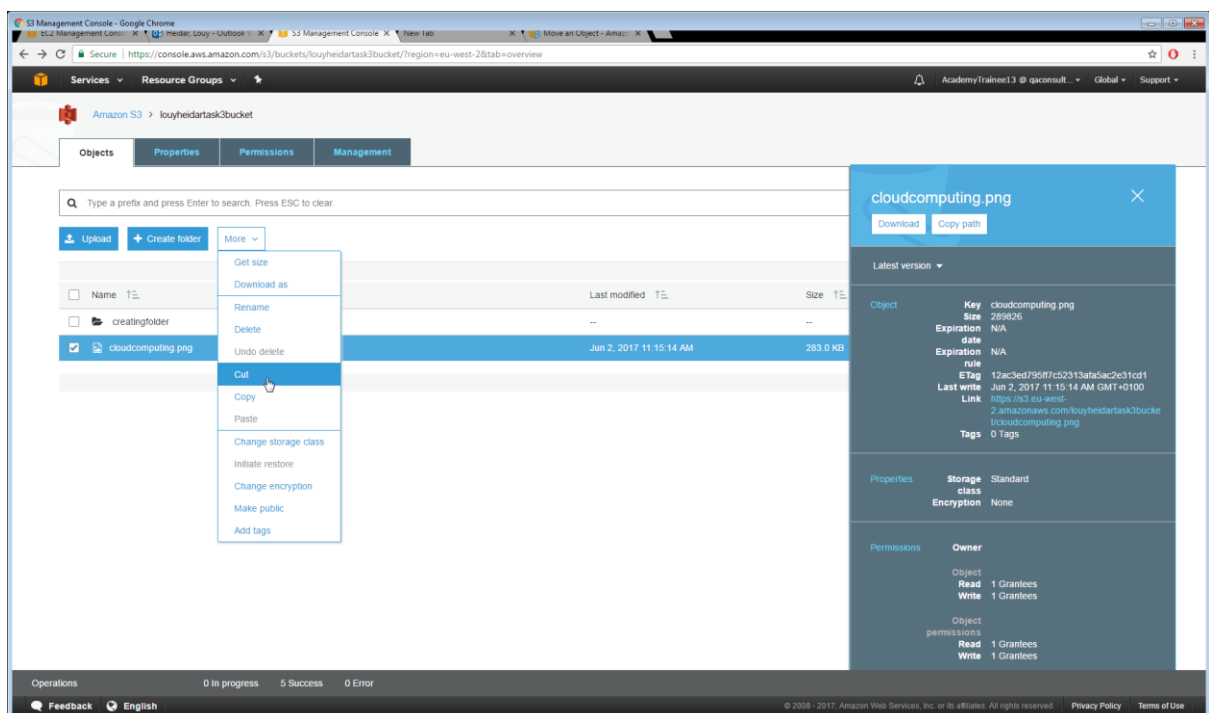 S3 Management Console - Google Chrome
EC2 Management Cons
Heidar, Louy - Outlook
S3 Management Console
New Tab
Move an Object - Amaz
Secure | https://console.aws.amazon.com/s3/buckets/louyheidartask3bucket/?region=eu-west-2&tab=overview
Services Resource Groups
AcademyTrainee13 @ qaconsult... Global Support
Amazon S3 > louyheidartask3bucket
Objects Properties Permissions Management
Type a prefix and press Enter to search. Press ESC to clear.
Upload Create folder More
Get size
Download as
Rename
Delete
Undo delete
Cut
Copy
Paste
Change storage class
Initiate restore
Change encryption
Make public
Add tags
Name Last modified Size
creatingfolder -- --
cloudcomputing.png Jun 2, 2017 11:15:14 AM 283.0 KB
cloudcomputing.png
Download Copy path
Latest version
Object
Key cloudcomputing.png
Size 289826
Expiration N/A
date
Expiration N/A
rule
ETag 12ac3ed795ff7c52313afa5ac2e31cd1
Last write Jun 2, 2017 11:15:14 AM GMT+0100
Link https://s3.eu-west-
2.amazonaws.com/louyheidartask3bucke
t/cloudcomputing.png
Tags 0 Tags
Properties
Storage Standard
class
Encryption None
Permissions
Owner
Object
Read 1 Grantees
Write 1 Grantees
Object
permissions
Read 1 Grantees
Write 1 Grantees
Operations 0 In progress 5 Success 0 Error
Feedback English
© 2008 - 2017, Amazon Web Services, Inc. or its affiliates. All rights reserved. Privacy Policy Terms of Use